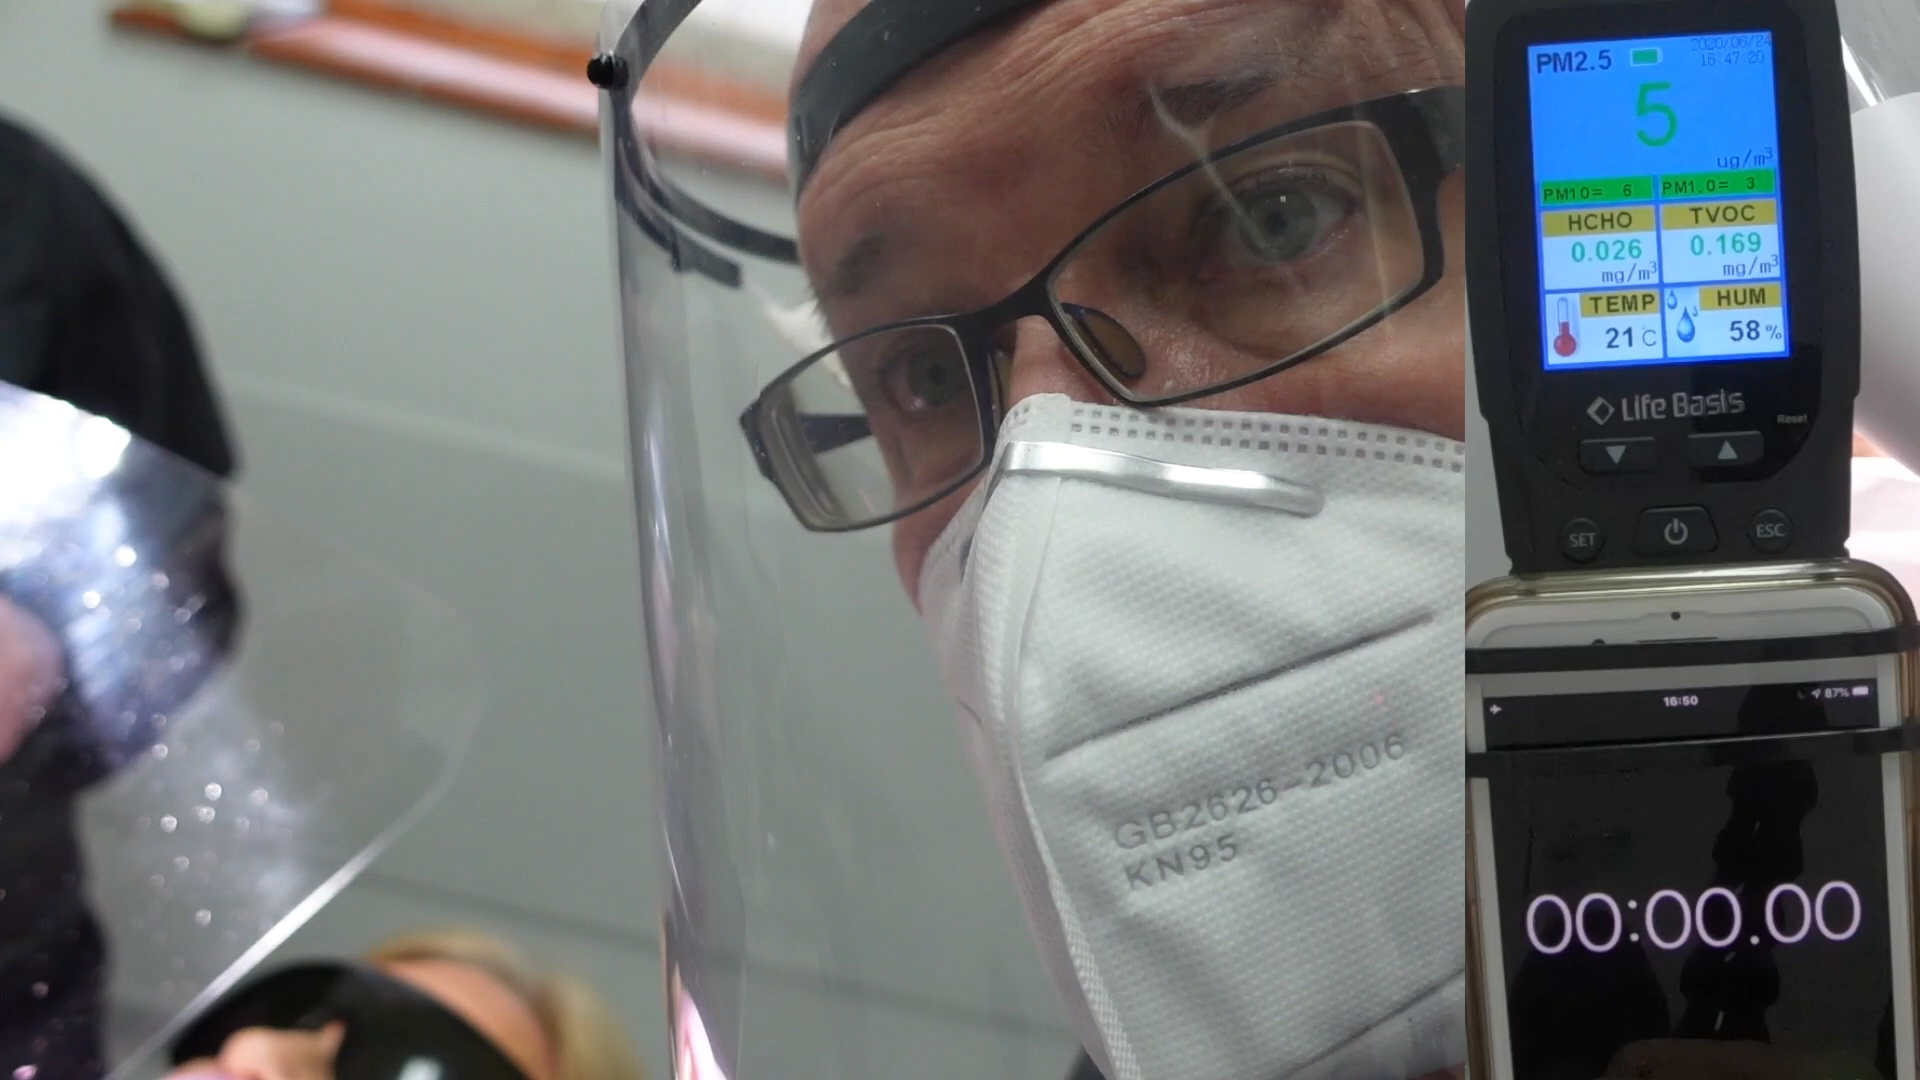 GB2626-2006
KN95
PM2.5
2020/06/24
16:47:20
5
ug/m³
PM10= 6
PM1.0= 3
HCHO
TVOC
0.026
0.169
mg/m³
mg/m³
TEMP
HUM
21 C
58 %
Life Basis
Reset
SET
ESC
16:50
87%
00:00.00